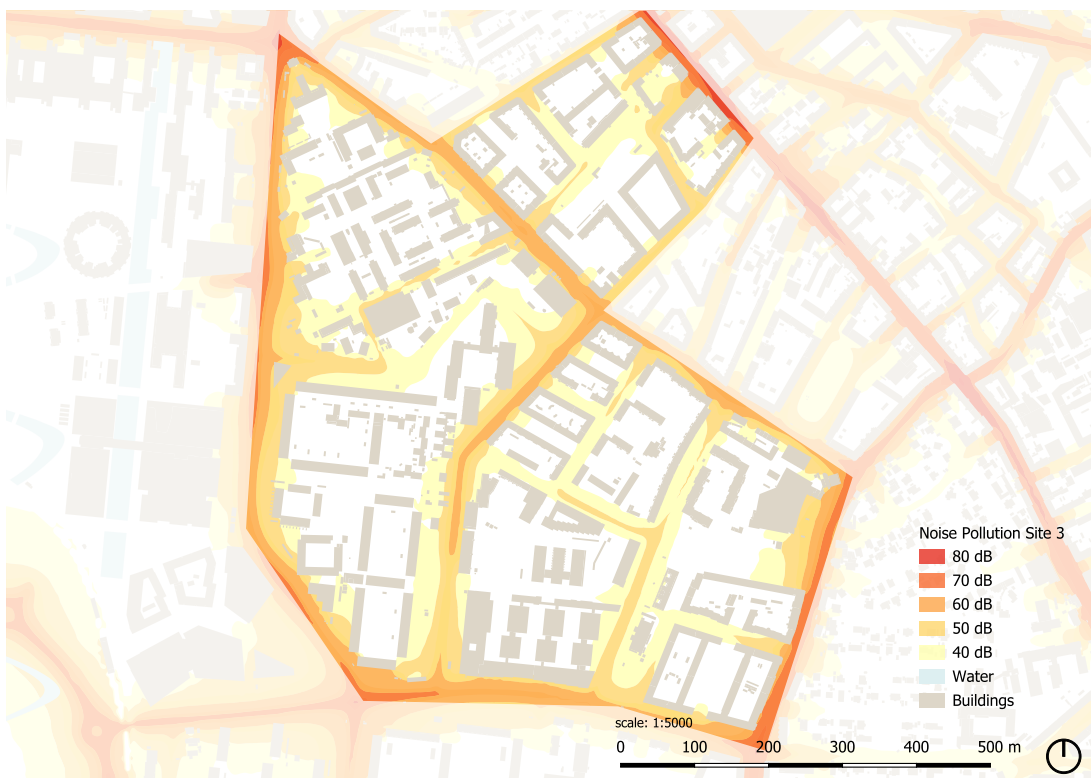 Noise Pollution Site 3
80 dB
70 dB
60 dB
50 dB
40 dB
Water
Buildings
scale: 1:5000
0 100 200 300 400 500 m